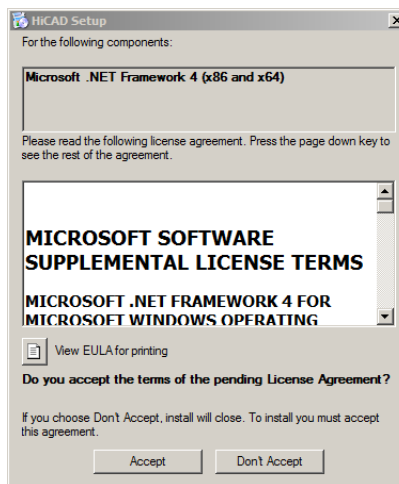 HiCAD Setup
For the following components:
Microsoft .NET Framework 4 (x86 and x64)
Please read the following license agreement. Press the page down key to
see the rest of the agreement.
MICROSOFT SOFTWARE
SUPPLEMENTAL LICENSE TERMS
MICROSOFT .NET FRAMEWORK 4 FOR
MICROSOFT WINDOWS OPERATING
View EULA for printing
Do you accept the terms of the pending License Agreement?
If you choose Don't Accept, install will close. To install you must accept
this agreement.
Accept
Don't Accept